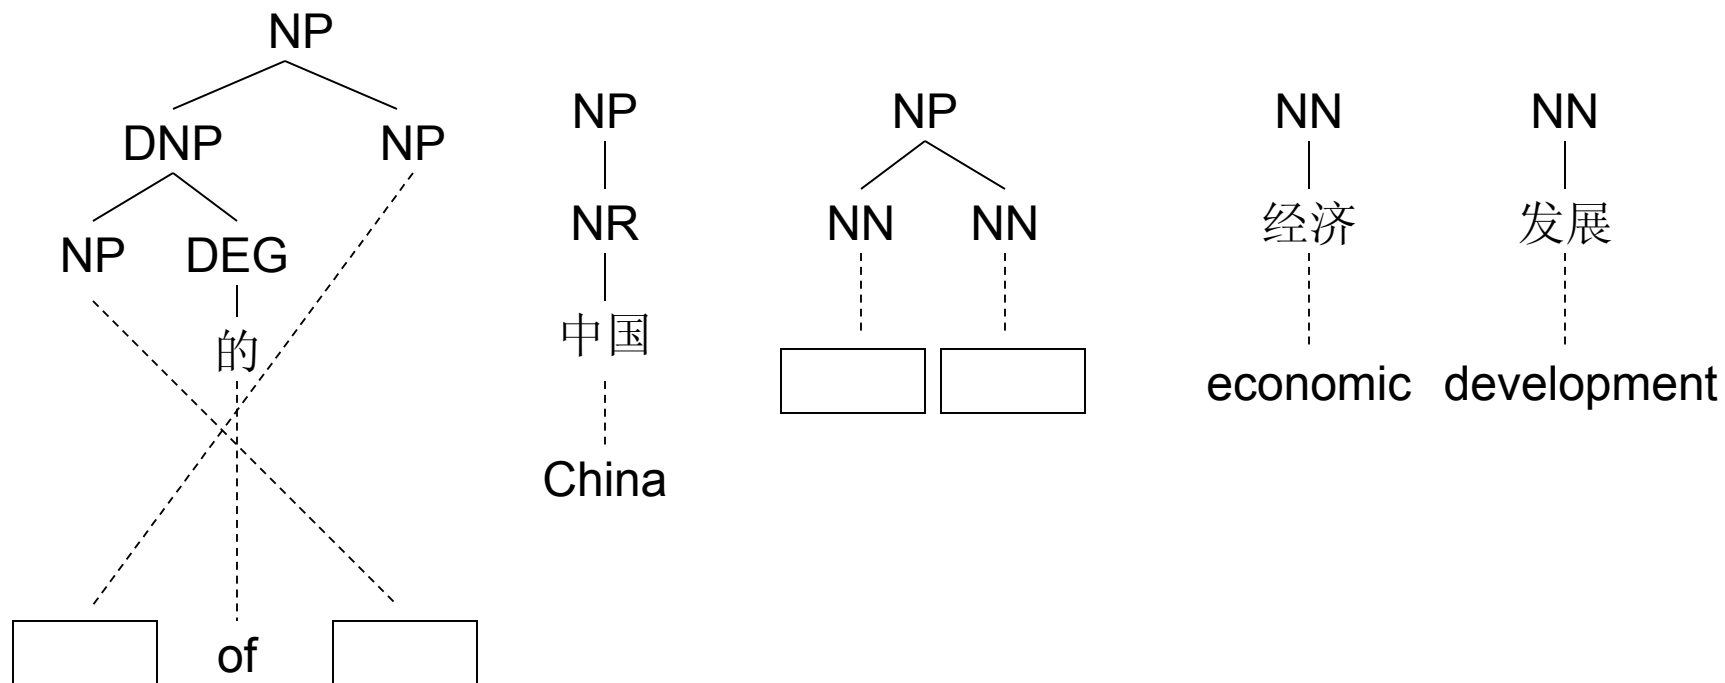 NP
DNP NP
NP DEG
的
of
NP
NR
中国
China
NP
NN NN
NN
经济
economic
NN
发展
development